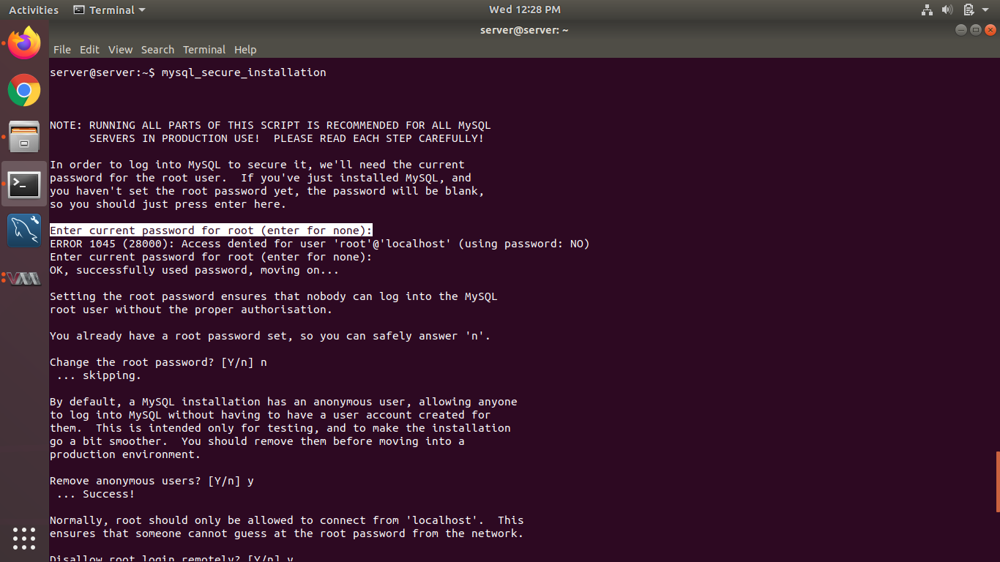 Activities Terminal Wed 12:28 PM
server@server: ~
File Edit View Search Terminal Help
server@server:~$ mysql_secure_installation
NOTE: RUNNING ALL PARTS OF THIS SCRIPT IS RECOMMENDED FOR ALL MySQL
SERVERS IN PRODUCTION USE!  PLEASE READ EACH STEP CAREFULLY!
In order to log into MySQL to secure it, we'll need the current
password for the root user.  If you've just installed MySQL, and
you haven't set the root password yet, the password will be blank,
so you should just press enter here.
Enter current password for root (enter for none):
ERROR 1045 (28000): Access denied for user 'root'@'localhost' (using password: NO)
Enter current password for root (enter for none):
OK, successfully used password, moving on...
Setting the root password ensures that nobody can log into the MySQL
root user without the proper authorisation.
You already have a root password set, so you can safely answer 'n'.
Change the root password? [Y/n] n
... skipping.
By default, a MySQL installation has an anonymous user, allowing anyone
to log into MySQL without having to have a user account created for
them.  This is intended only for testing, and to make the installation
go a bit smoother.  You should remove them before moving into a
production environment.
Remove anonymous users? [Y/n] y
... Success!
Normally, root should only be allowed to connect from 'localhost'.  This
ensures that someone cannot guess at the root password from the network.
Disallow root login remotely? [Y/n] y